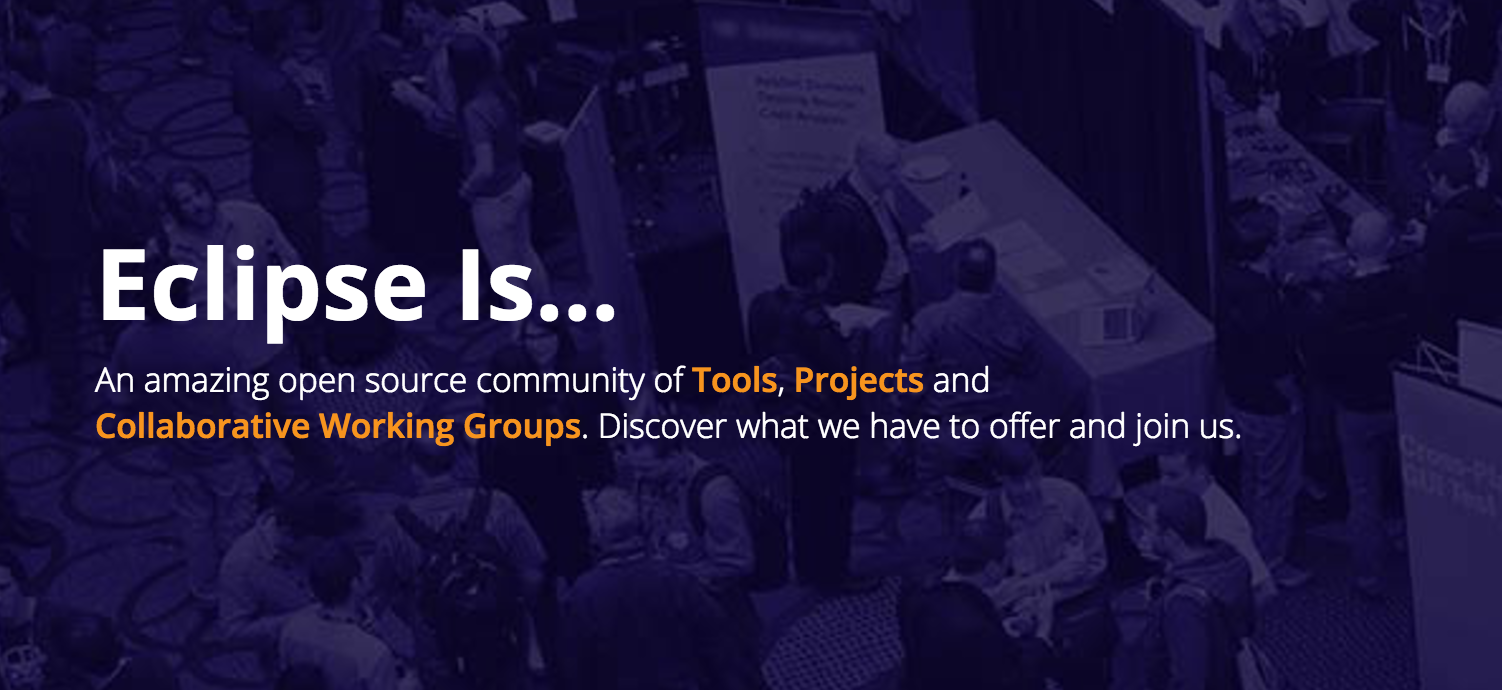 Eclipse Is...
An amazing open source community of Tools, Projects and
Collaborative Working Groups. Discover what we have to offer and join us.